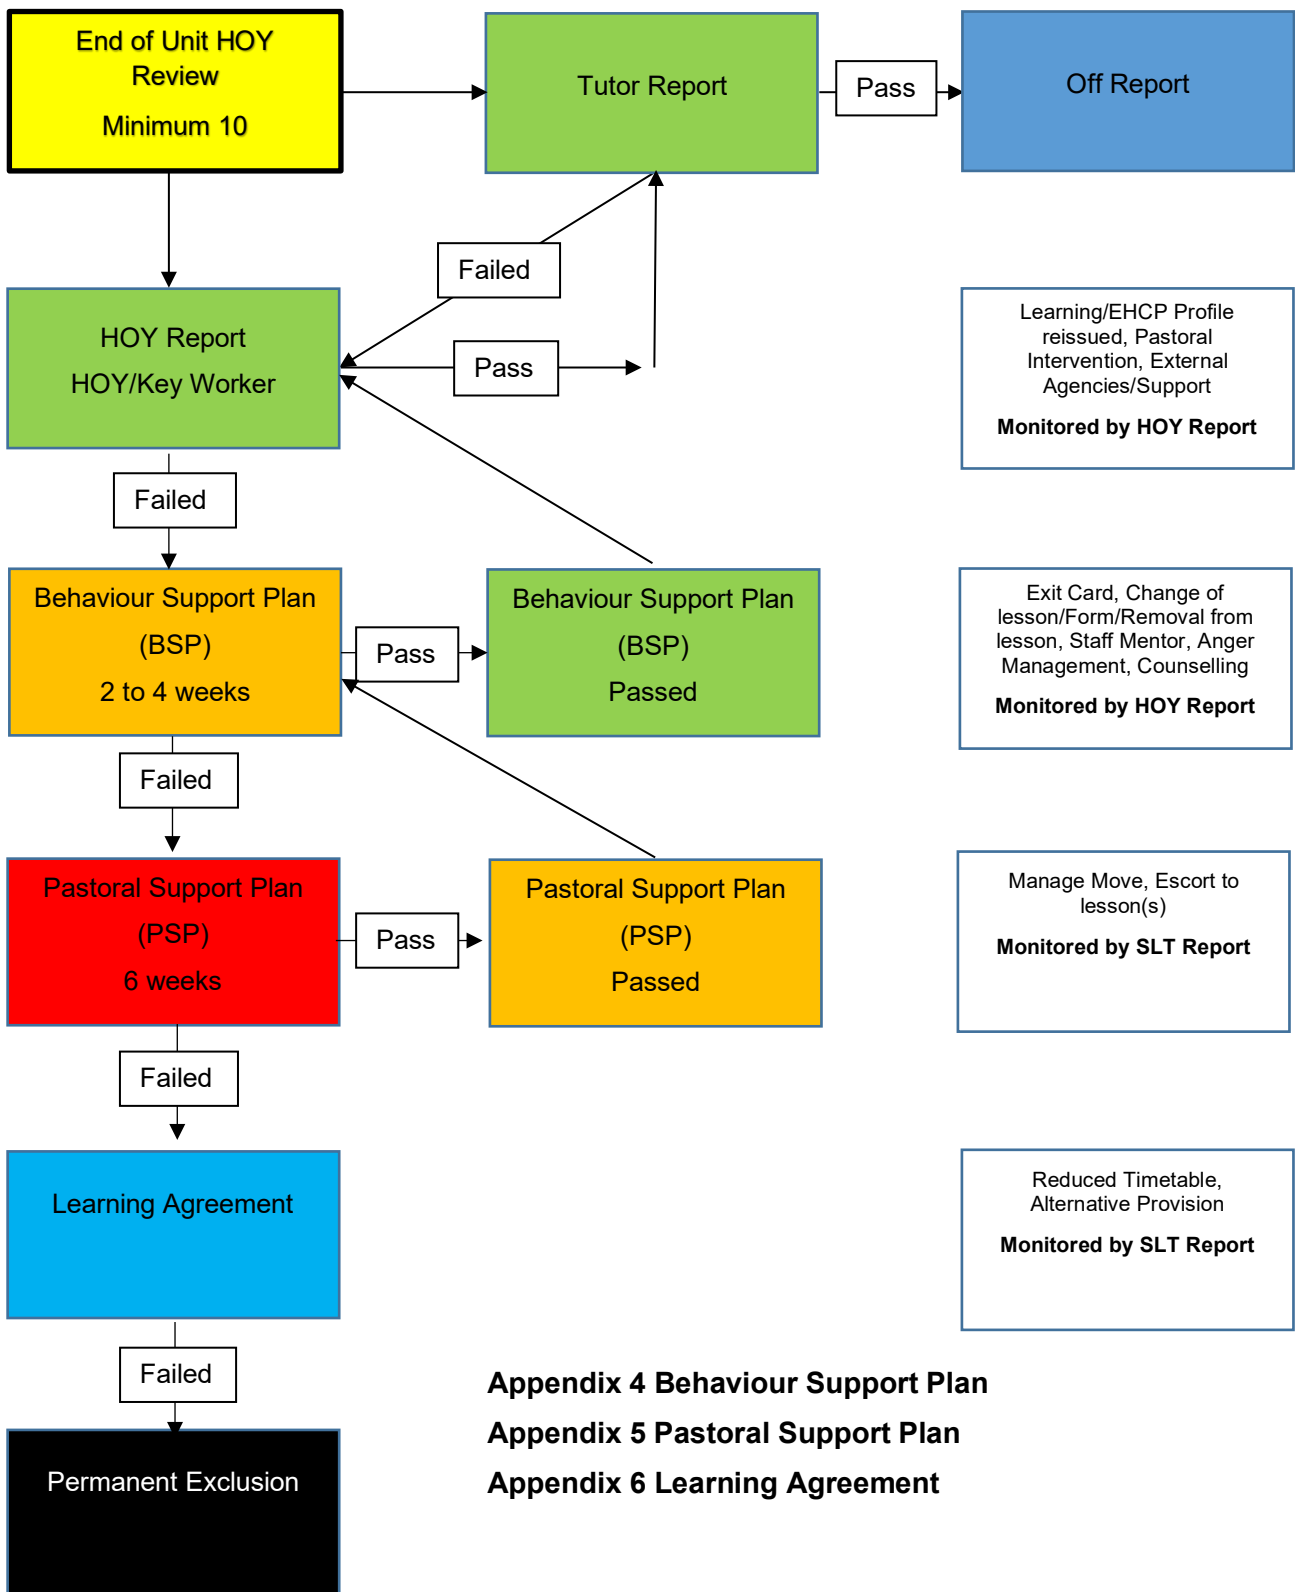 End of Unit HOY
Review
Minimum 10
Tutor Report
Pass
Off Report
Failed
HOY Report
HOY/Key Worker
Pass
Learning/EHCP Profile
reissued, Pastoral
Intervention, External
Agencies/Support
Monitored by HOY Report
Failed
Behaviour Support Plan
(BSP)
2 to 4 weeks
Pass
Behaviour Support Plan
(BSP)
Passed
Exit Card, Change of
lesson/Form/Removal from
lesson, Staff Mentor, Anger
Management, Counselling
Monitored by HOY Report
Failed
Pastoral Support Plan
(PSP)
6 weeks
Pass
Pastoral Support Plan
(PSP)
Passed
Manage Move, Escort to
lesson(s)
Monitored by SLT Report
Failed
Learning Agreement
Reduced Timetable,
Alternative Provision
Monitored by SLT Report
Failed
Permanent Exclusion
Appendix 4 Behaviour Support Plan
Appendix 5 Pastoral Support Plan
Appendix 6 Learning Agreement